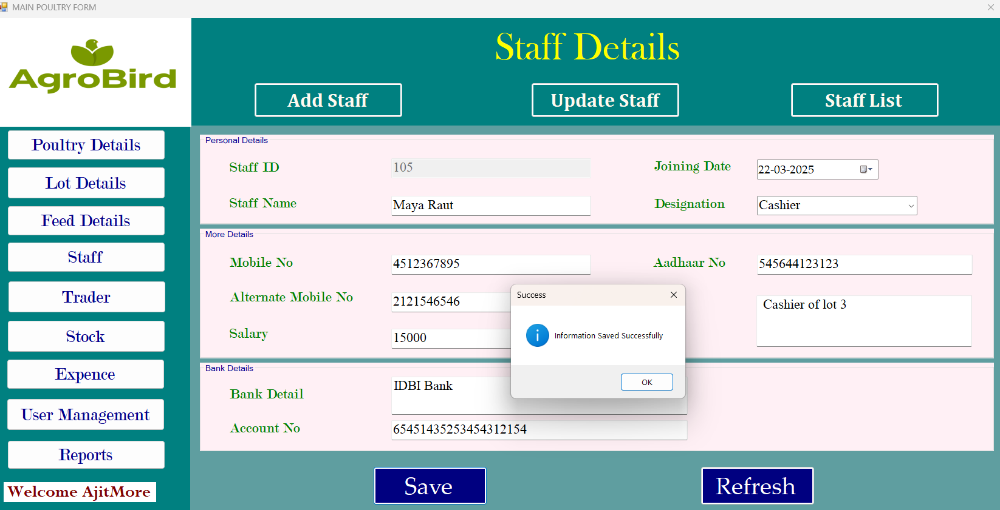 MAIN POULTRY FORM
AgroBird
Staff Details
Add Staff
Update Staff
Staff List
Poultry Details
Lot Details
Feed Details
Staff
Trader
Stock
Expence
User Management
Reports
Welcome AjitMore
Personal Details
Staff ID
105
Joining Date
22-03-2025
Staff Name
Maya Raut
Designation
Cashier
More Details
Mobile No
4512367895
Aadhaar No
545644123123
Alternate Mobile No
2121546546
Cashier of lot 3
Salary
15000
Success
Information Saved Successfully
OK
Bank Details
Bank Detail
IDBI Bank
Account No
65451435253454312154
Save
Refresh